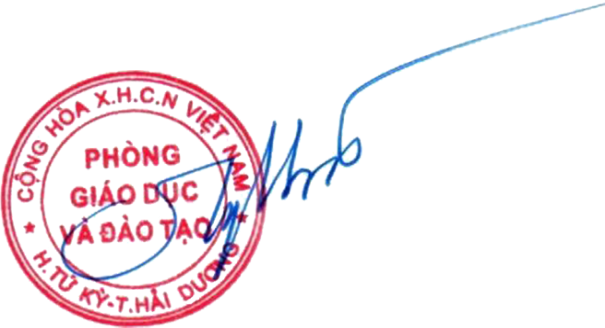 CỘNG HÒA X.H.C.N VIỆT NAM
PHÒNG
GIÁO DỤC
VÀ ĐÀO TẠO
H.TỨ KỲ-T.HẢI DƯƠNG